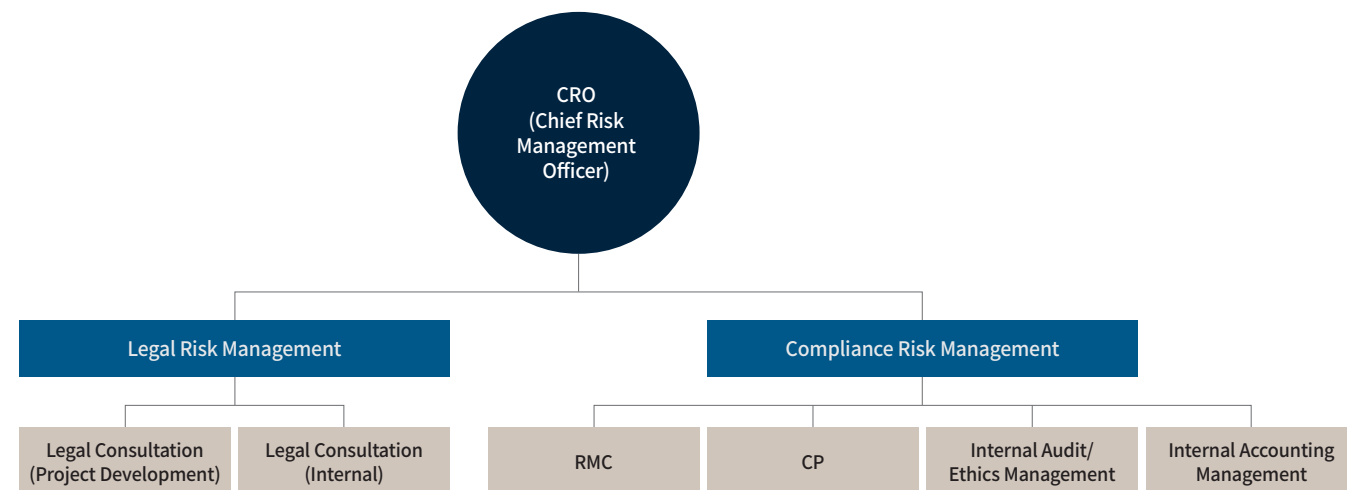 CRO
(Chief Risk
Management
Officer)
Legal Risk Management
Compliance Risk Management
Legal Consultation
(Project Development)
Legal Consultation
(Internal)
RMC
CP
Internal Audit/
Ethics Management
Internal Accounting
Management